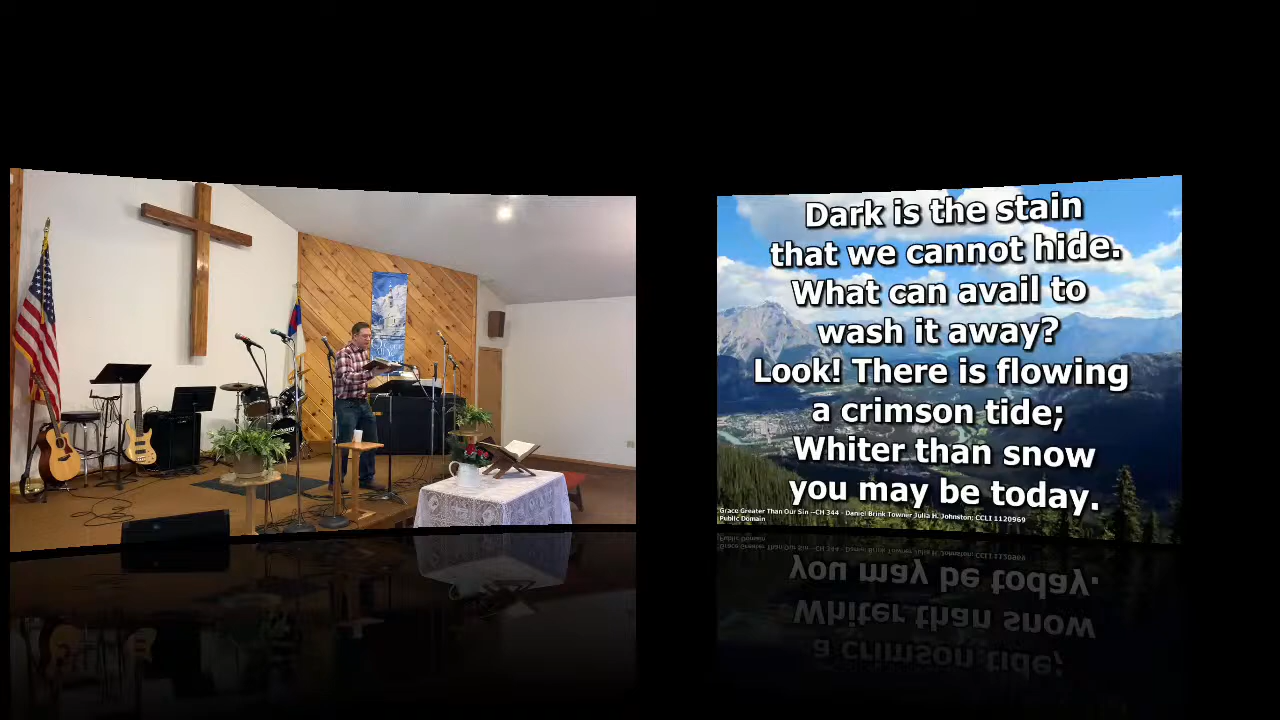 Dark is the stain
that we cannot hide.
What can avail to
wash it away?
Look! There is flowing
a crimson tide;
Whiter than snow
you may be today.
Grace Greater Than Our Sin --CH 344 - Daniel Brink Towner Julia H. Johnston; CCLI 1120969
Public Domain